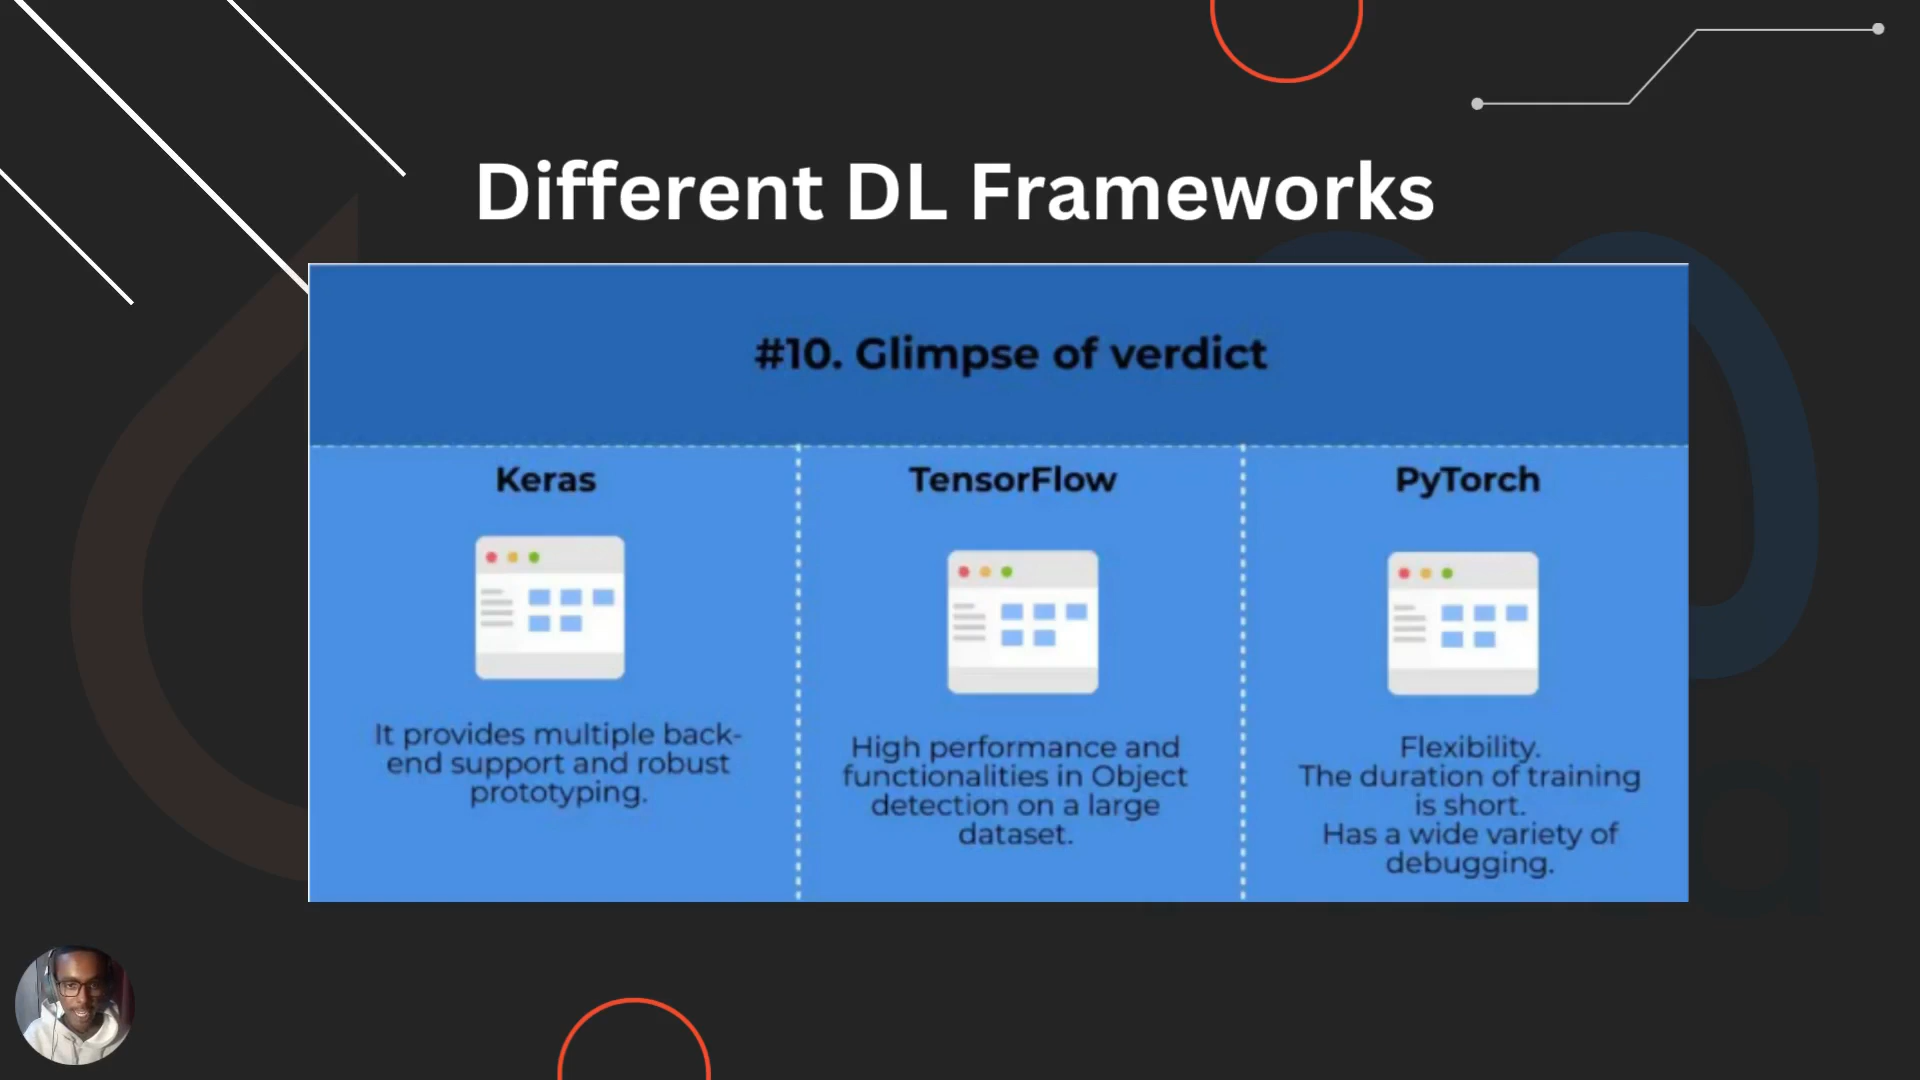 Different DL Frameworks
#10. Glimpse of verdict
Keras
It provides multiple back-
end support and robust
prototyping.
TensorFlow
High performance and
functionalities in Object
detection on a large
dataset.
PyTorch
Flexibility.
The duration of training
is short.
Has a wide variety of
debugging.